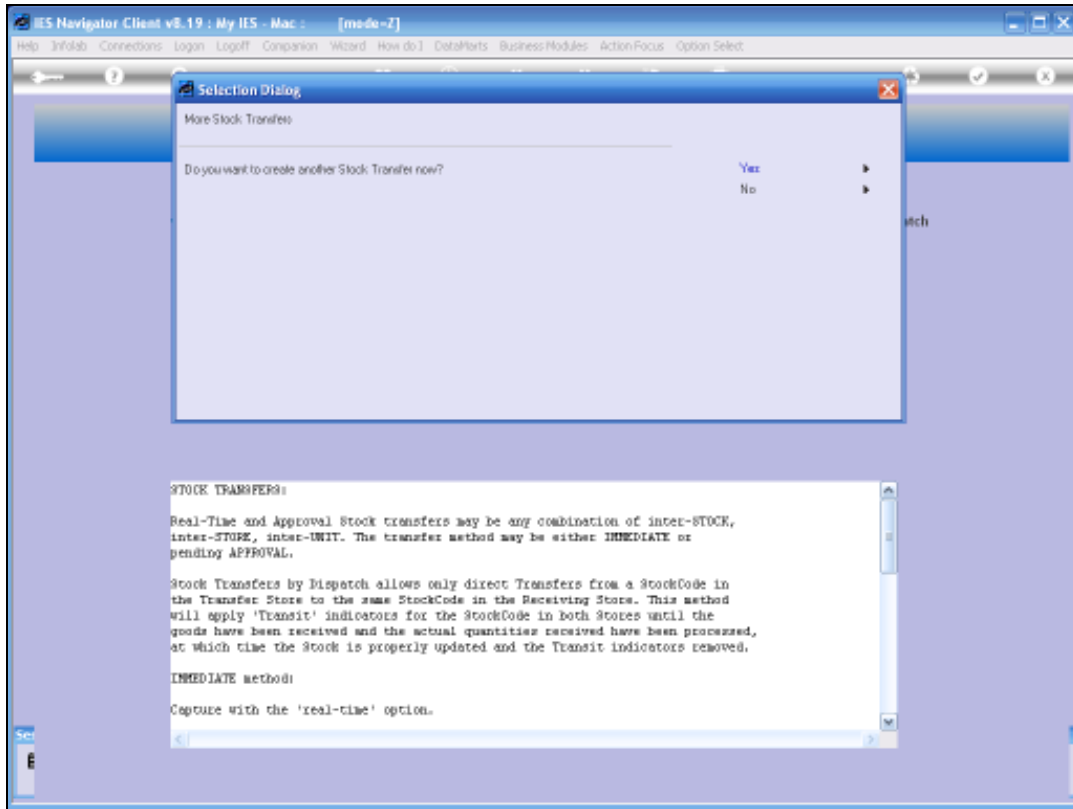 IES Navigator Client v8.19 : My IES - Mac : [mode=Z]
Help Infolab Connections Logon Logoff Companion Wizard How do I DataMarts Business Modules Action Focus Option Select
Selection Dialog
More Stock Transfers
Do you want to create another Stock Transfer now?
Yes
No
atch
STOCK TRANSFERS:
Real-Time and Approval Stock transfers may be any combination of inter-STOCK,
inter-STORE, inter-UNIT. The transfer method may be either IMMEDIATE or
pending APPROVAL.
Stock Transfers by Dispatch allows only direct Transfers from a StockCode in
the Transfer Store to the same StockCode in the Receiving Store. This method
will apply 'Transit' indicators for the StockCode in both Stores until the
goods have been received and the actual quantities received have been processed,
at which time the Stock is properly updated and the Transit indicators removed.
IMMEDIATE method:
Capture with the 'real-time' option.
Se